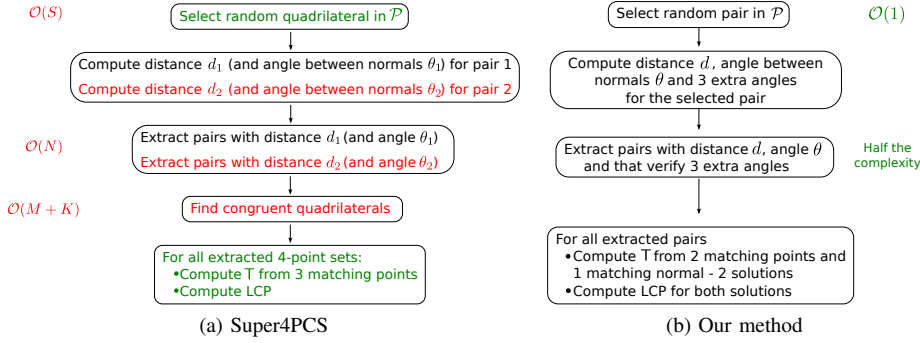 O(S)
Select random quadrilateral in P
Compute distance d₁ (and angle between normals θ₁) for pair 1
Compute distance d₂ (and angle between normals θ₂) for pair 2
O(N)
Extract pairs with distance d₁(and angle θ₁)
Extract pairs with distance d₂(and angle θ₂)
O(M + K)
Find congruent quadrilaterals
For all extracted 4-point sets:
•Compute T from 3 matching points
•Compute LCP
(a) Super4PCS
Select random pair in P
O(1)
Compute distance d, angle between
normals θ and 3 extra angles
for the selected pair
Extract pairs with distance d, angle θ
and that verify 3 extra angles
Half the
complexity
For all extracted pairs
•Compute T from 2 matching points and
1 matching normal - 2 solutions
•Compute LCP for both solutions
(b) Our method